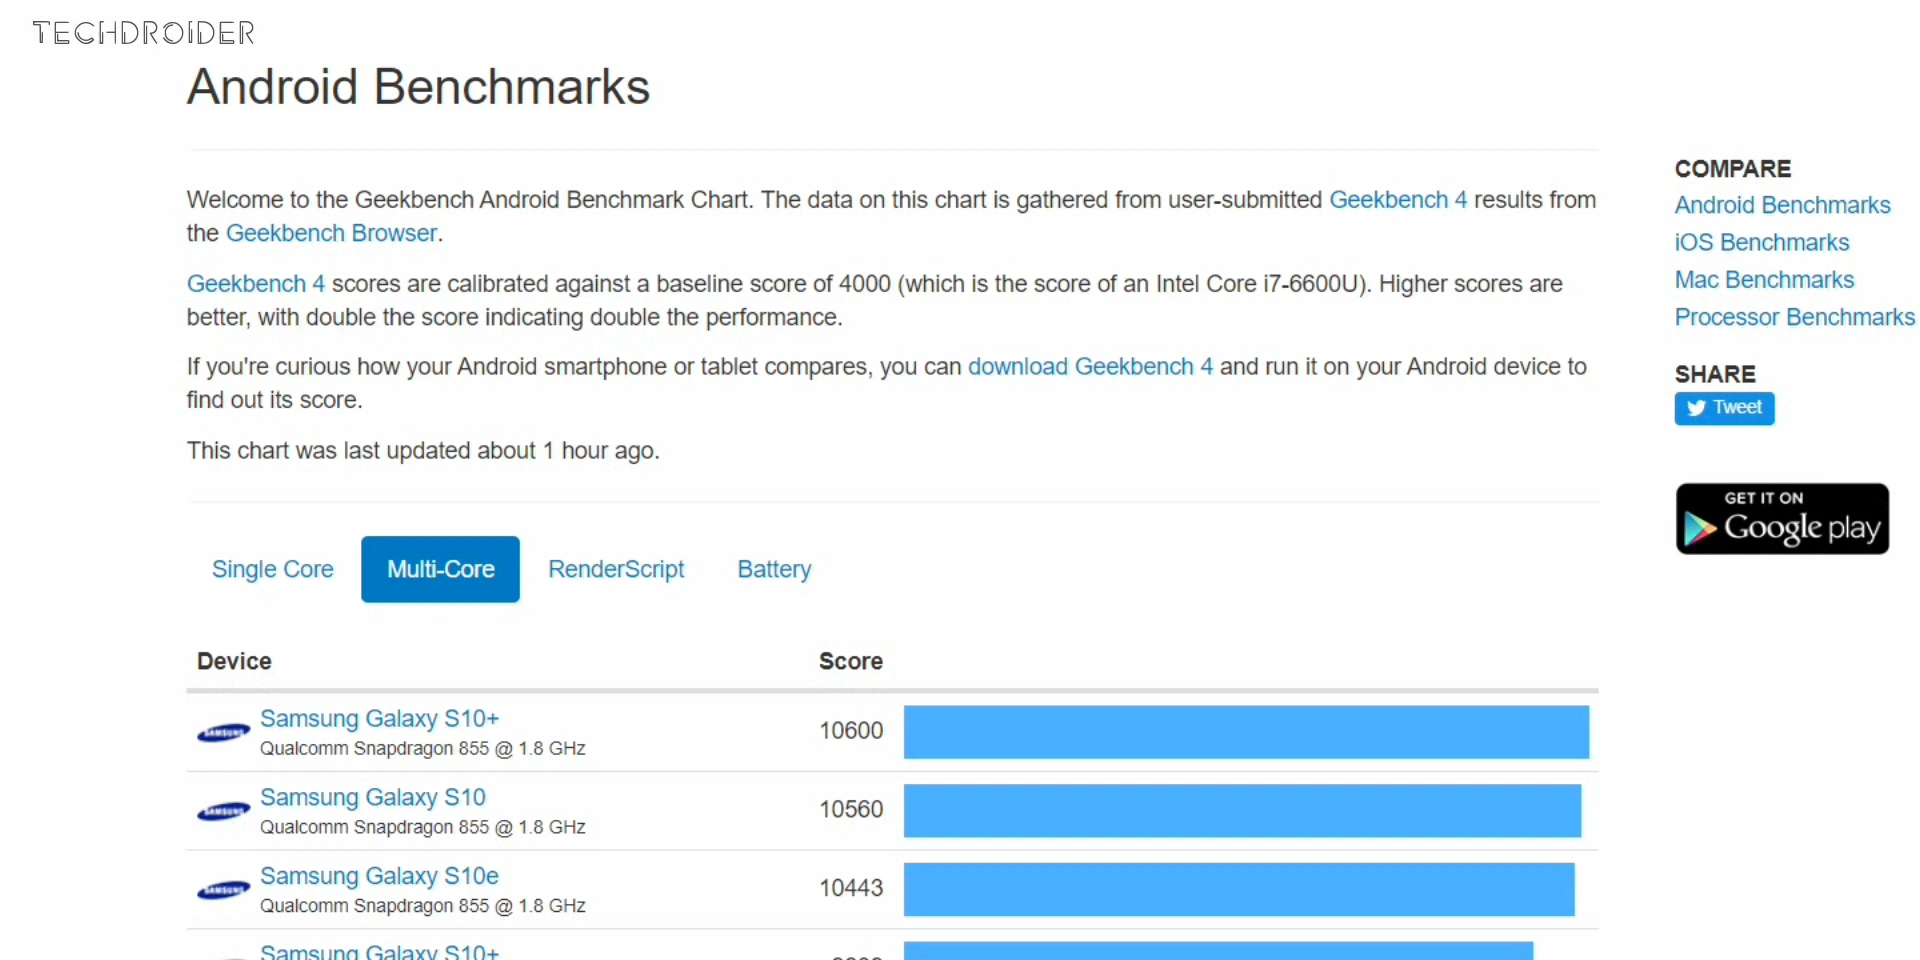 TECHDROIDER
Android Benchmarks
Welcome to the Geekbench Android Benchmark Chart. The data on this chart is gathered from user-submitted Geekbench 4 results from
the Geekbench Browser.
Geekbench 4 scores are calibrated against a baseline score of 4000 (which is the score of an Intel Core i7-6600U). Higher scores are
better, with double the score indicating double the performance.
If you're curious how your Android smartphone or tablet compares, you can download Geekbench 4 and run it on your Android device to
find out its score.
This chart was last updated about 1 hour ago.
COMPARE
Android Benchmarks
iOS Benchmarks
Mac Benchmarks
Processor Benchmarks
SHARE
Tweet
GET IT ON
Google play
Single Core Multi-Core RenderScript Battery
Device Score
SAMSUNG Samsung Galaxy S10+ 10600
Qualcomm Snapdragon 855 @ 1.8 GHz
SAMSUNG Samsung Galaxy S10 10560
Qualcomm Snapdragon 855 @ 1.8 GHz
SAMSUNG Samsung Galaxy S10e 10443
Qualcomm Snapdragon 855 @ 1.8 GHz
Samsung Galaxy S10+